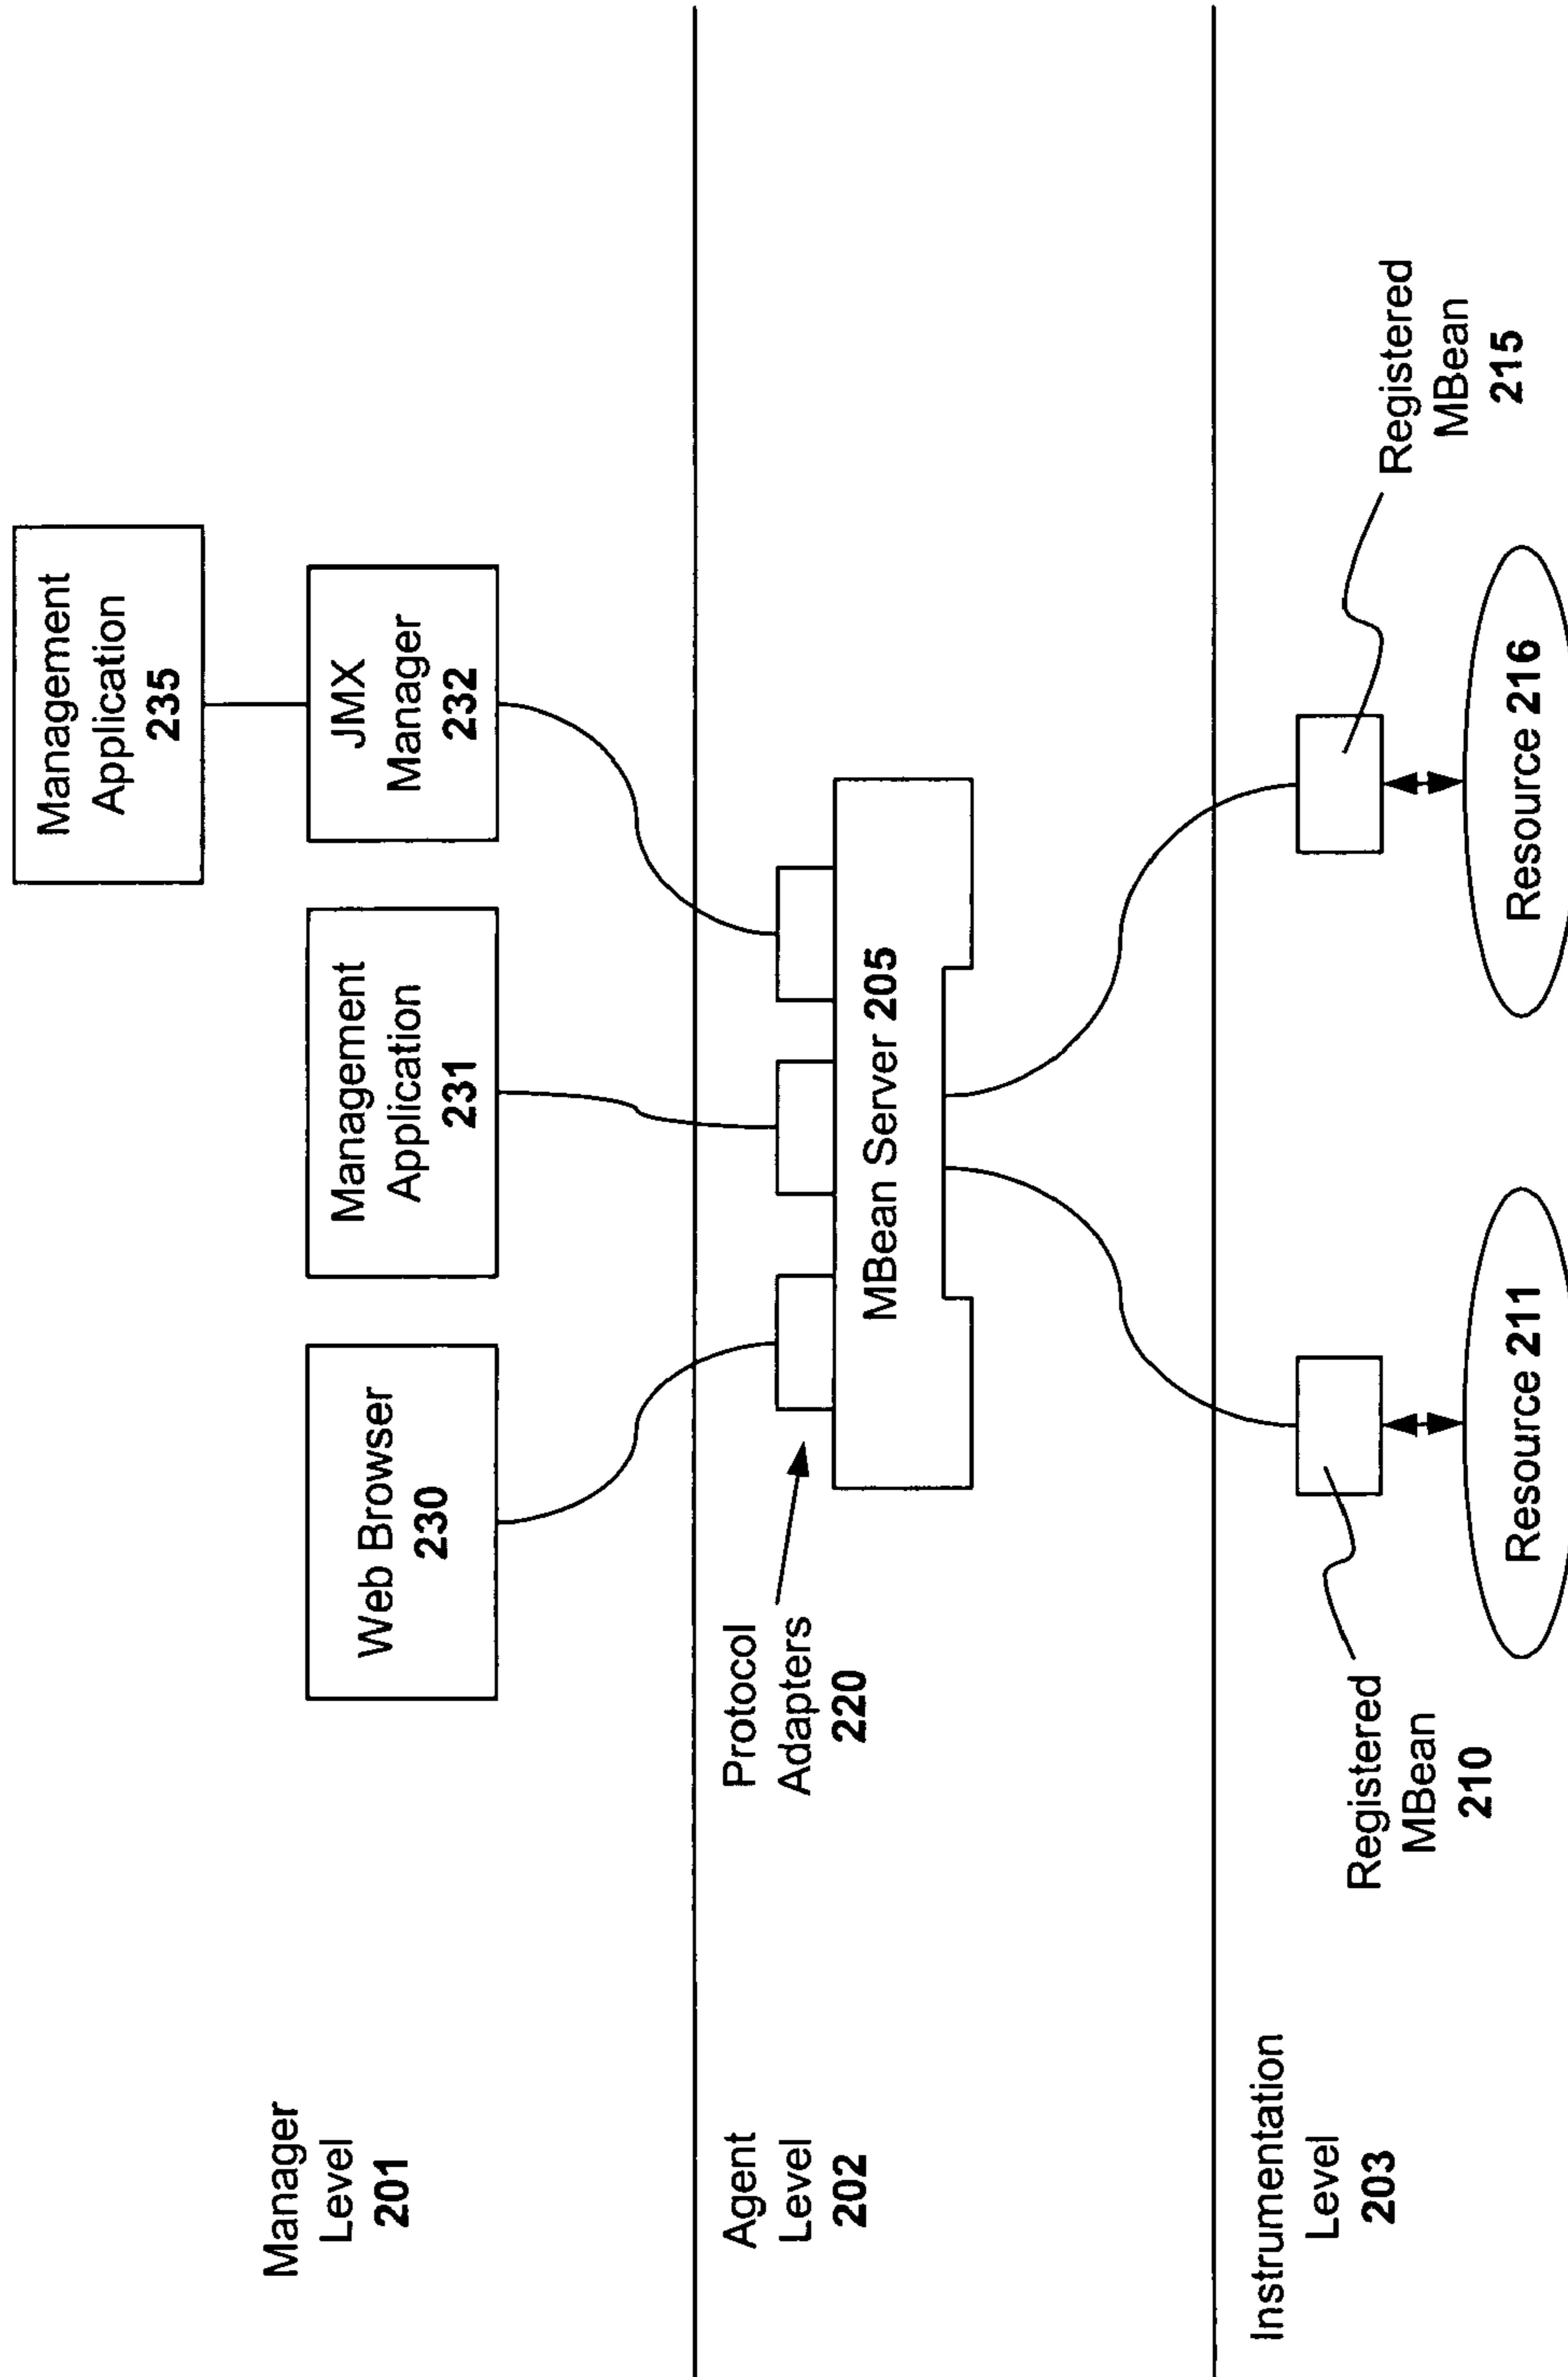 Management
Application
235
Manager
Level
201
Web Browser
230
Management
Application
231
JMX
Manager
232
Agent
Level
202
Protocol
Adapters
220
MBean Server 205
Instrumentation
Level
203
Registered
MBean
210
Registered
MBean
215
Resource 211
Resource 216